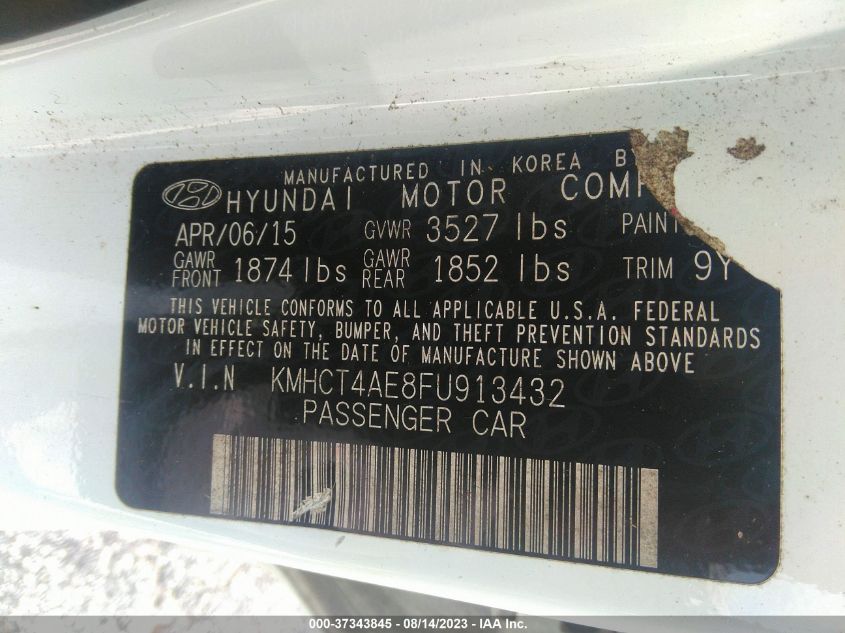 MANUFACTURED IN KOREA BY
HYUNDAI MOTOR
APR/06/15 GVWR 3527 lbs PAINT
GAWR FRONT 1874 lbs GAWR REAR 1852 lbs TRIM 9Y
THIS VEHICLE CONFORMS TO ALL APPLICABLE U.S.A. FEDERAL
MOTOR VEHICLE SAFETY, BUMPER, AND THEFT PREVENTION STANDARDS
IN EFFECT ON THE DATE OF MANUFACTURE SHOWN ABOVE
V.I.N KMHCT4AE8FU913432
PASSENGER CAR
000-37343845 - 08/14/2023 - IAA Inc.